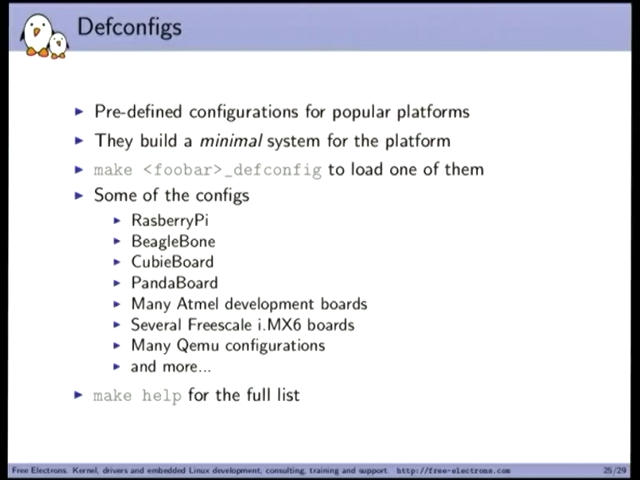 Defconfigs
Pre-defined configurations for popular platforms
They build a minimal system for the platform
make <foobar>_defconfig to load one of them
Some of the configs
RasberryPi
BeagleBone
CubieBoard
PandaBoard
Many Atmel development boards
Several Freescale i.MX6 boards
Many Qemu configurations
and more...
make help for the full list
Free Electrons. Kernel, drivers and embedded Linux development, consulting, training and support. http://free-electrons.com 25/29